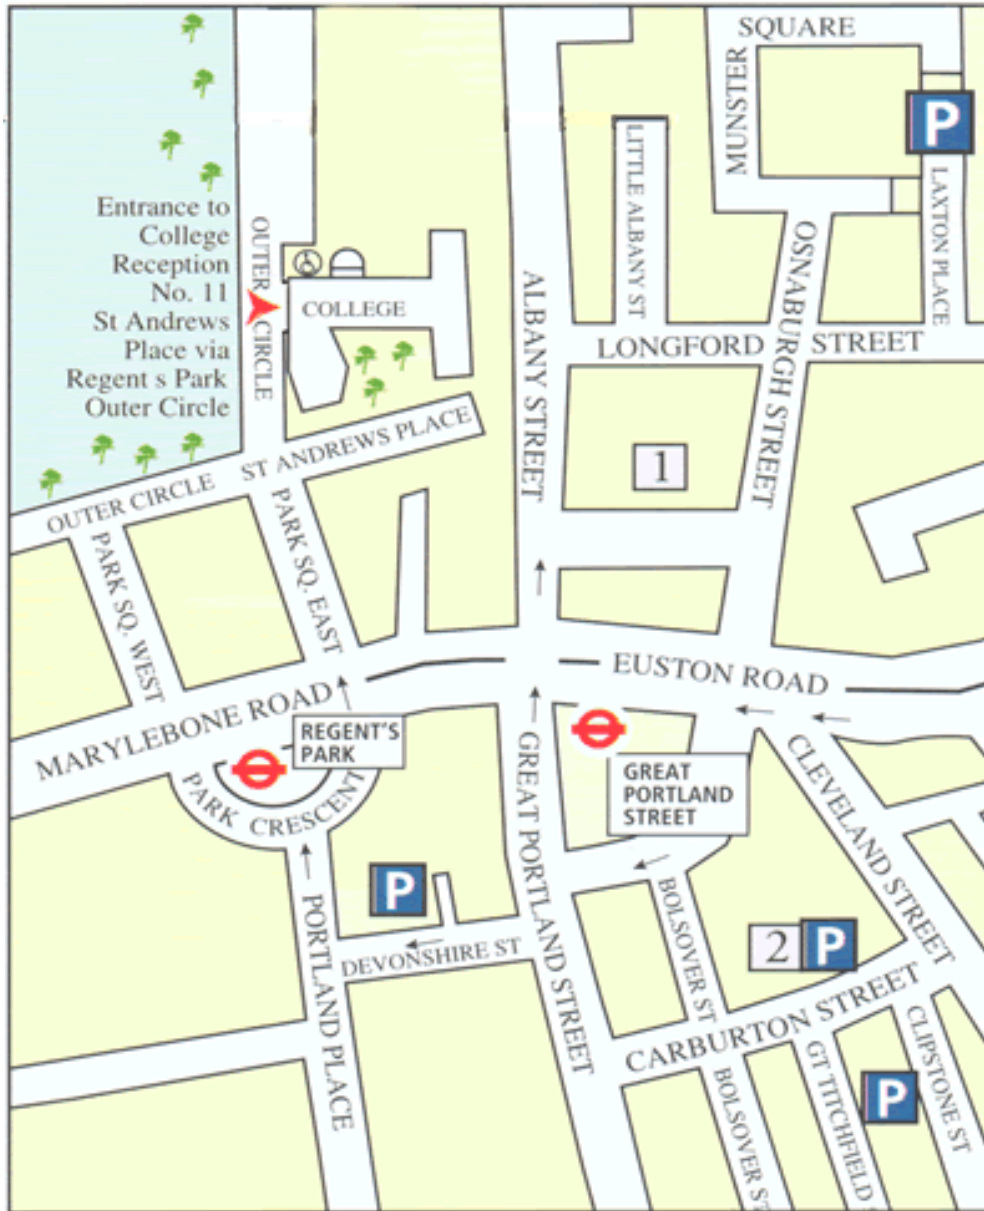 SQUARE
MUNSTER
P
LITTLE ALBANY ST
LAXTON PLACE
Entrance to
College
Reception
No. 11
St Andrews
Place via
Regent s Park
Outer Circle
OUTER CIRCLE
COLLEGE
ALBANY STREET
OSNABURGH STREET
LONGFORD STREET
1
ST ANDREWS PLACE
OUTER CIRCLE
PARK SQ. WEST
PARK SQ. EAST
EUSTON ROAD
MARYLEBONE ROAD
REGENT'S
PARK
PARK CRESCENT
GREAT
PORTLAND
STREET
GREAT PORTLAND STREET
CLEVELAND STREET
P
PORTLAND PLACE
DEVONSHIRE ST
BOLSOVER ST
2 P
CARBURTON STREET
CLIPSTONE ST
P
GT TITCHFIELD S
BOLSOVER ST